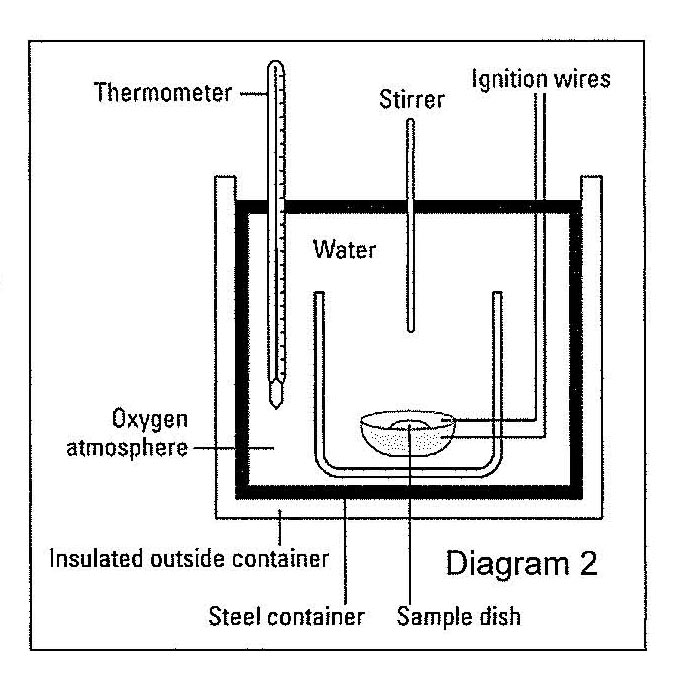 Thermometer
Stirrer
Ignition wires
Water
Oxygen
atmosphere
Insulated outside container
Diagram 2
Steel container
Sample dish